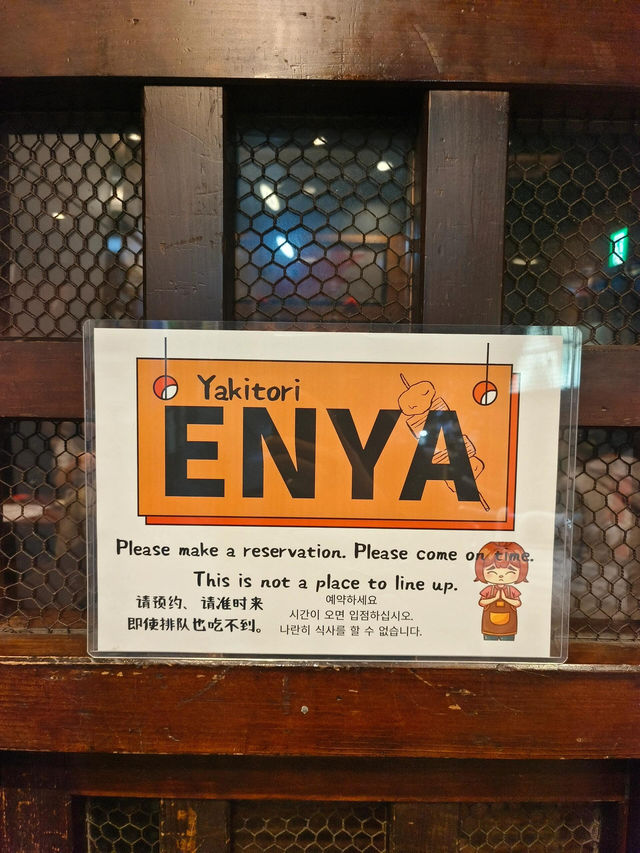 Yakitori
ENYA
Please make a reservation. Please come on time.
This is not a place to line up.
请预约、请准时来
即使排队也吃不到。
예약하세요
시간이 오면 입점하십시오.
나란히 식사를 할 수 없습니다.